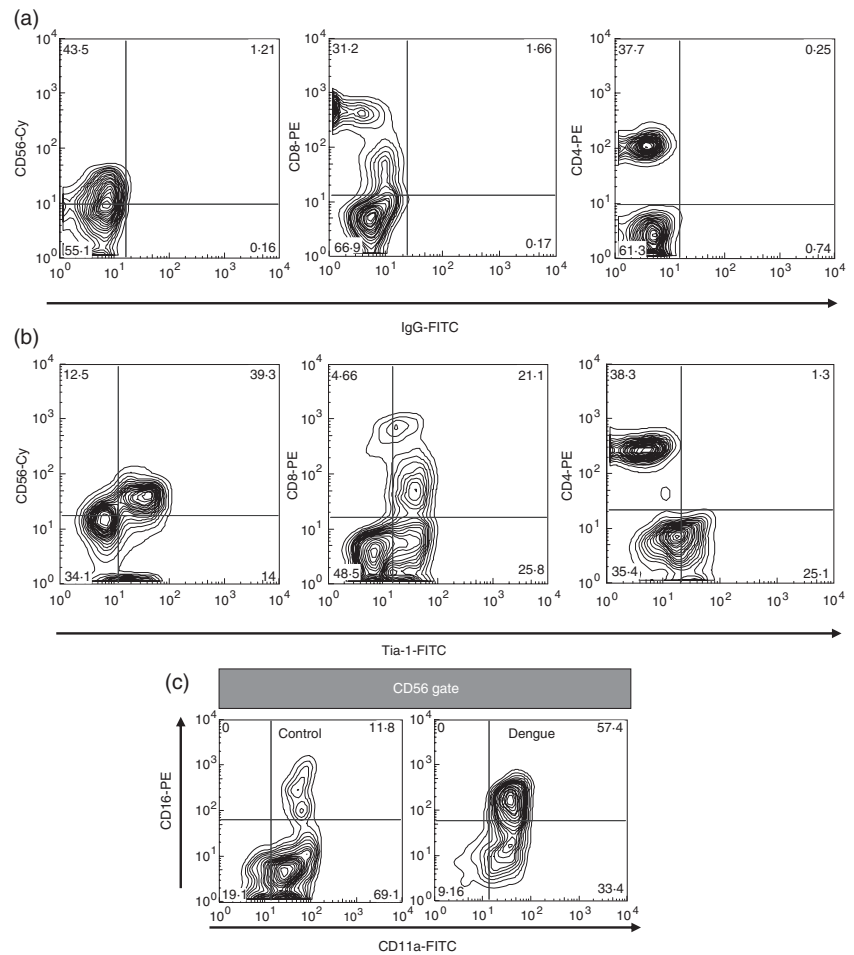 (a)
10⁴ 10³ 10² 10¹ 10⁰
CD56-Cy
43·5 1·21
55·1 0·16
10⁰ 10¹ 10² 10³ 10⁴
10⁴ 10³ 10² 10¹ 10⁰
CD8-PE
31·2 1·66
66·9 0·17
10⁰ 10¹ 10² 10³ 10⁴
10⁴ 10³ 10² 10¹ 10⁰
CD4-PE
37·7 0·25
61·3 0·74
10⁰ 10¹ 10² 10³ 10⁴
IgG-FITC
(b)
10⁴ 10³ 10² 10¹ 10⁰
CD56-Cy
12·5 39·3
34·1 14
10⁰ 10¹ 10² 10³ 10⁴
10⁴ 10³ 10² 10¹ 10⁰
CD8-PE
4·66 21·1
48·5 25·8
10⁰ 10¹ 10² 10³ 10⁴
10⁴ 10³ 10² 10¹ 10⁰
CD4-PE
38·3 1·3
35·4 25·1
10⁰ 10¹ 10² 10³ 10⁴
Tia-1-FITC
(c)
CD56 gate
CD16-PE
10⁴ 10³ 10² 10¹ 10⁰
0 Control 11·8
19·1 69·1
10⁰ 10¹ 10² 10³ 10⁴
10⁴ 10³ 10² 10¹ 10⁰
0 Dengue 57·4
9·16 33·4
10⁰ 10¹ 10² 10³ 10⁴
CD11a-FITC